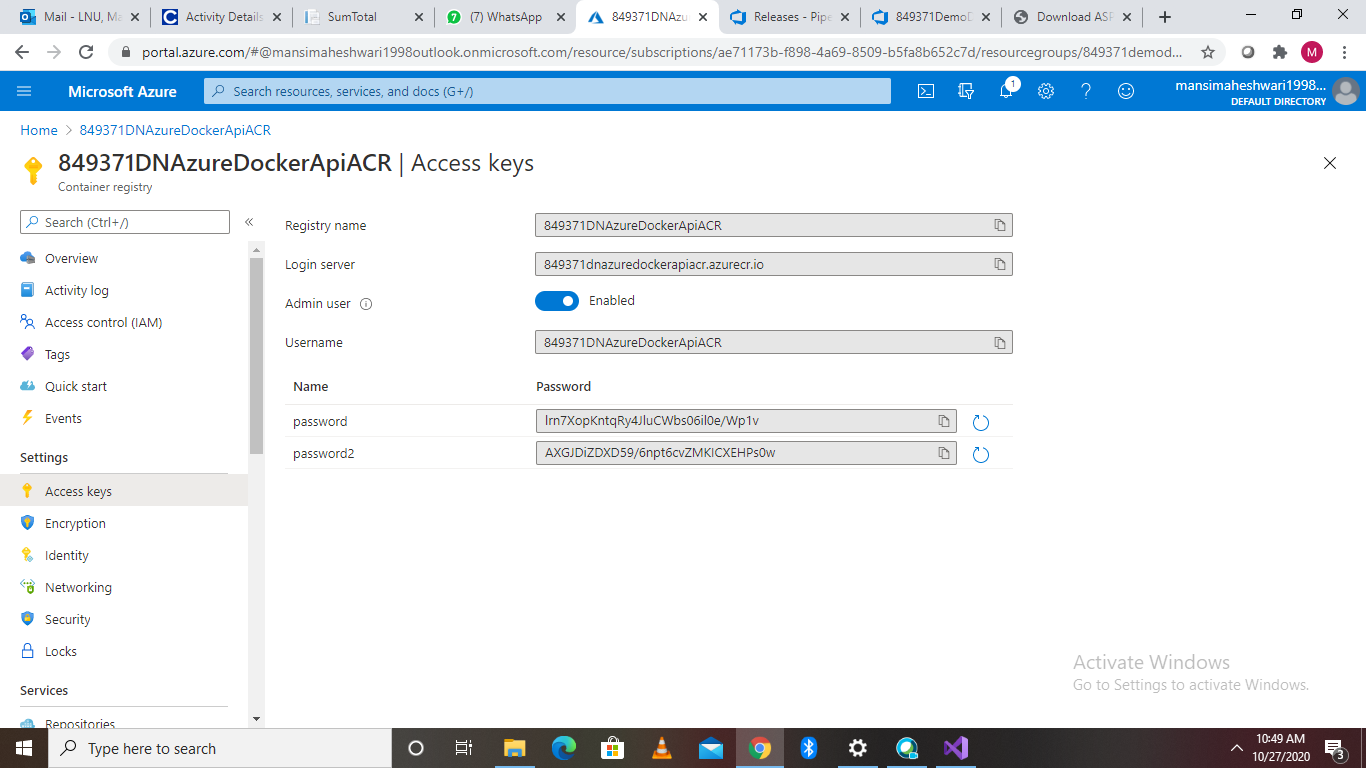 Mail - LNU, Ma
Activity Details
SumTotal
(7) WhatsApp
849371DNAzu
Releases - Pipe
849371DemoD
Download ASP
portal.azure.com/#@mansimaheshwari1998outlook.onmicrosoft.com/resource/subscriptions/ae71173b-f898-4a69-8509-b5fa8b652c7d/resourcegroups/849371demod...
M
Microsoft Azure
Search resources, services, and docs (G+/)
1
mansimaheshwari1998...
DEFAULT DIRECTORY
Home > 849371DNAzureDockerApiACR
849371DNAzureDockerApiACR | Access keys
Container registry
Search (Ctrl+/)
Overview
Activity log
Access control (IAM)
Tags
Quick start
Events
Settings
Access keys
Encryption
Identity
Networking
Security
Locks
Services
Repositories
Registry name
849371DNAzureDockerApiACR
Login server
849371dnazuredockerapiacr.azurecr.io
Admin user
Enabled
Username
849371DNAzureDockerApiACR
Name Password
password
lrn7XopKntqRy4JluCWbs06il0e/Wp1v
password2
AXGJDiZDXD59/6npt6cvZMKICXEHPs0w
Activate Windows
Go to Settings to activate Windows.
Type here to search
10:49 AM
10/27/2020
3